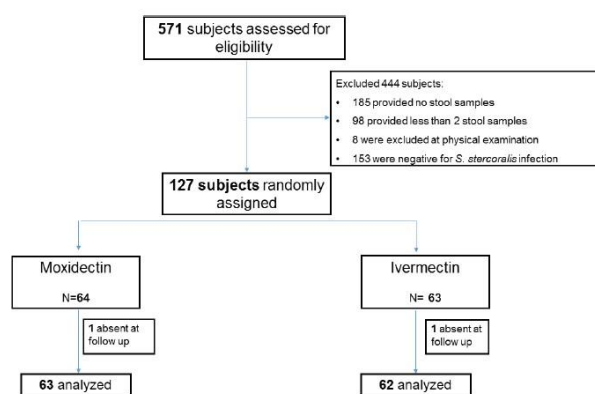 571 subjects assessed for
eligibility
Excluded 444 subjects:
• 185 provided no stool samples
• 98 provided less than 2 stool samples
• 8 were excluded at physical examination
• 153 were negative for S. stercoralis infection
127 subjects randomly
assigned
Moxidectin
N=64
Ivermectin
N= 63
1 absent at
follow up
1 absent at
follow up
63 analyzed
62 analyzed